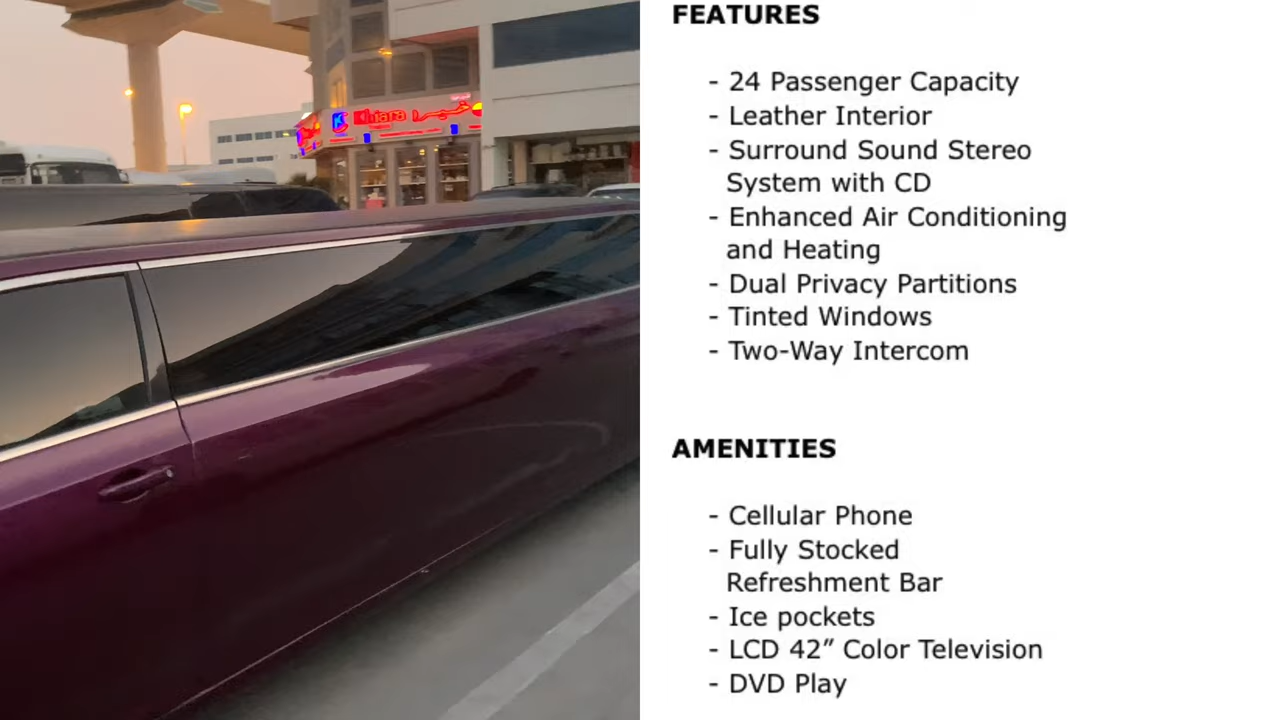 Khiara خيرا
FEATURES
- 24 Passenger Capacity
- Leather Interior
- Surround Sound Stereo
System with CD
- Enhanced Air Conditioning
and Heating
- Dual Privacy Partitions
- Tinted Windows
- Two-Way Intercom
AMENITIES
- Cellular Phone
- Fully Stocked
Refreshment Bar
- Ice pockets
- LCD 42” Color Television
- DVD Play